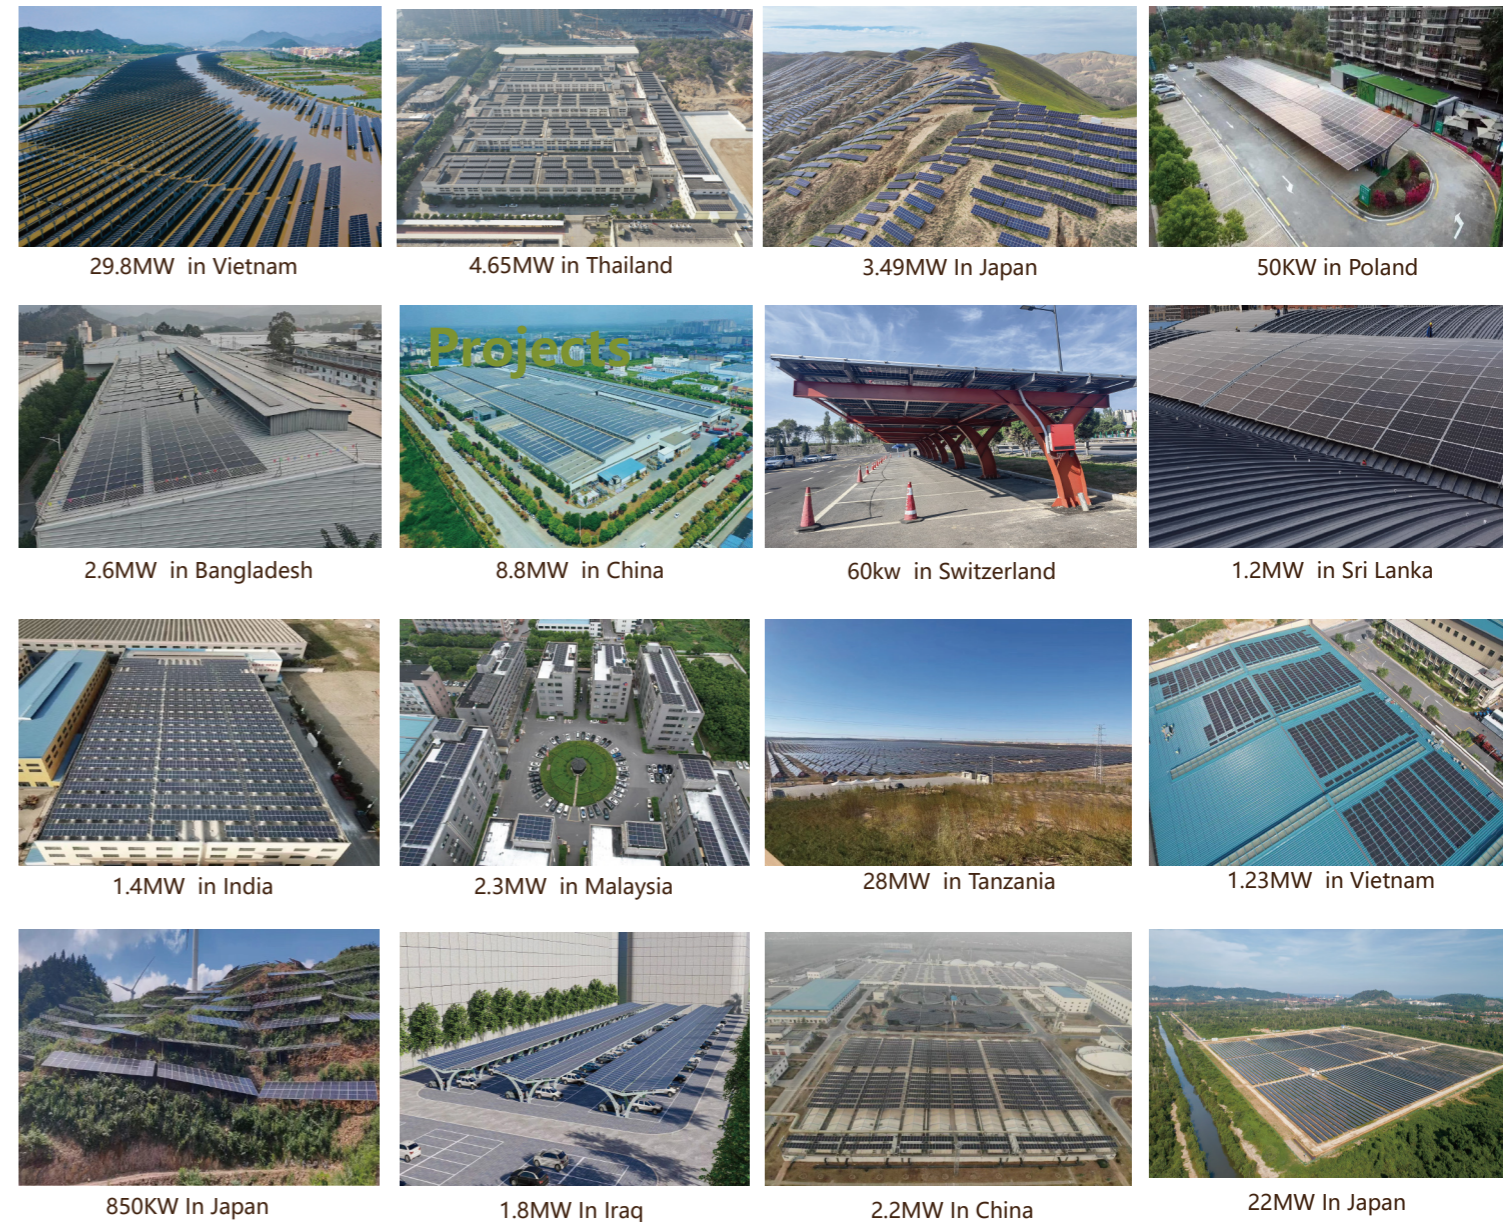 29.8MW in Vietnam
4.65MW in Thailand
3.49MW In Japan
50KW in Poland
Projects
2.6MW in Bangladesh
8.8MW in China
60kw in Switzerland
1.2MW in Sri Lanka
1.4MW in India
2.3MW in Malaysia
28MW in Tanzania
1.23MW in Vietnam
850KW In Japan
1.8MW In Iraq
2.2MW In China
22MW In Japan